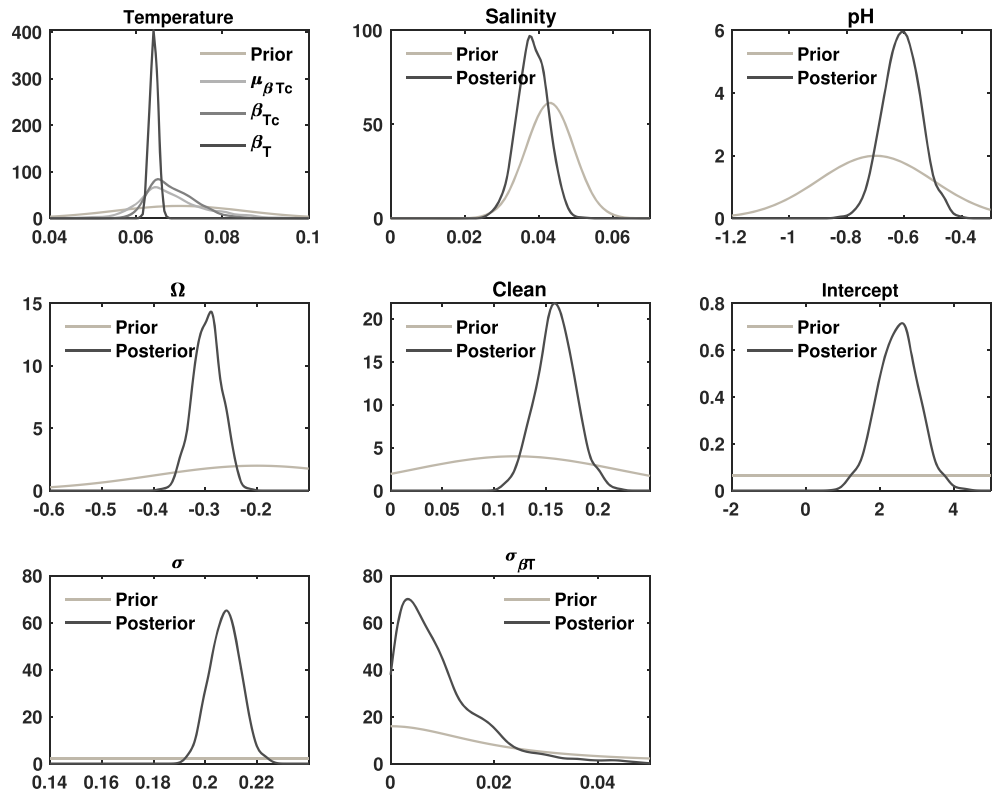 Temperature
400
300
200
100
0
0.04 0.06 0.08 0.1
Prior
μβTc
βTc
βT
Salinity
100
50
0
0 0.02 0.04 0.06
Prior
Posterior
pH
6
4
2
0
-1.2 -1 -0.8 -0.6 -0.4
Prior
Posterior
Ω
15
10
5
0
-0.6 -0.5 -0.4 -0.3 -0.2
Prior
Posterior
Clean
20
15
10
5
0
0 0.05 0.1 0.15 0.2
Prior
Posterior
Intercept
0.8
0.6
0.4
0.2
0
-2 0 2 4
Prior
Posterior
σ
80
60
40
20
0
0.14 0.16 0.18 0.2 0.22
Prior
Posterior
σβT
80
60
40
20
0
0 0.02 0.04
Prior
Posterior